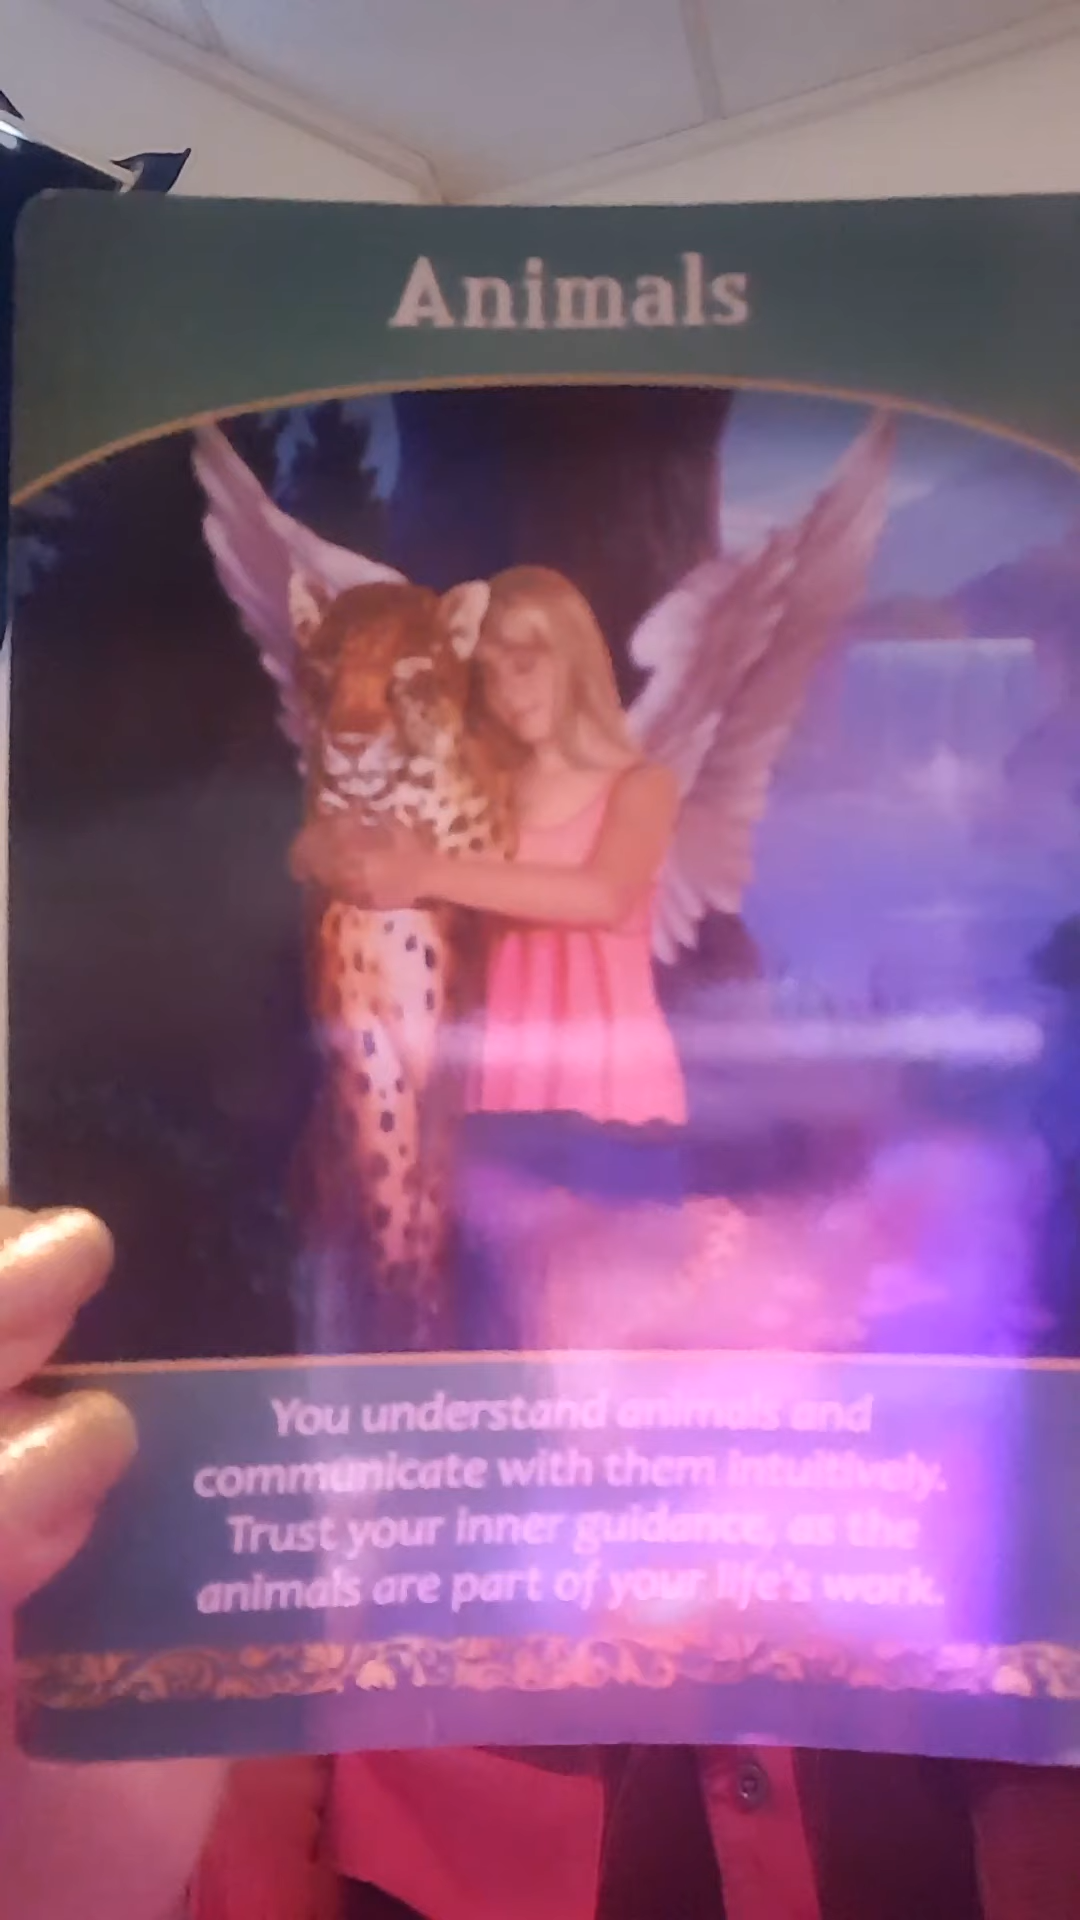 Animals
You understand animals and
communicate with them intuitively.
Trust your inner guidance, as the
animals are part of your life's work.